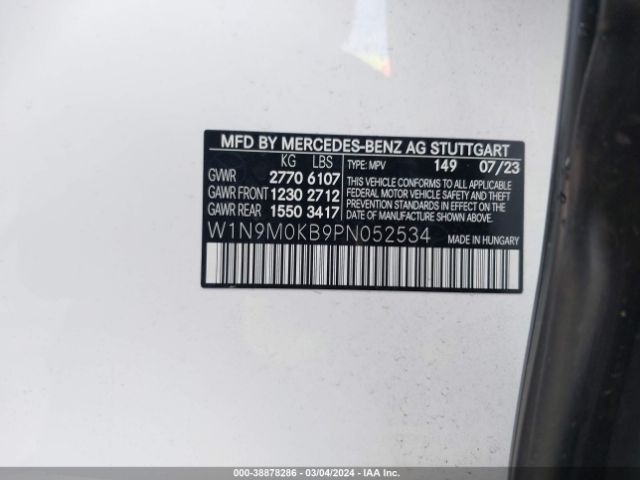 MFD BY MERCEDES-BENZ AG STUTTGART
KG LBS TYPE: MPV 149 07/23
GVWR 2770 6107
GAWR FRONT 1230 2712
GAWR REAR 1550 3417
THIS VEHICLE CONFORMS TO ALL APPLICABLE
FEDERAL MOTOR VEHICLE SAFETY AND THEFT
PREVENTION STANDARDS IN EFFECT ON THE
DATE OF MANUFACTURE SHOWN ABOVE.
W1N9M0KB9PN052534 MADE IN HUNGARY
000-38878286 - 03/04/2024 - IAA Inc.